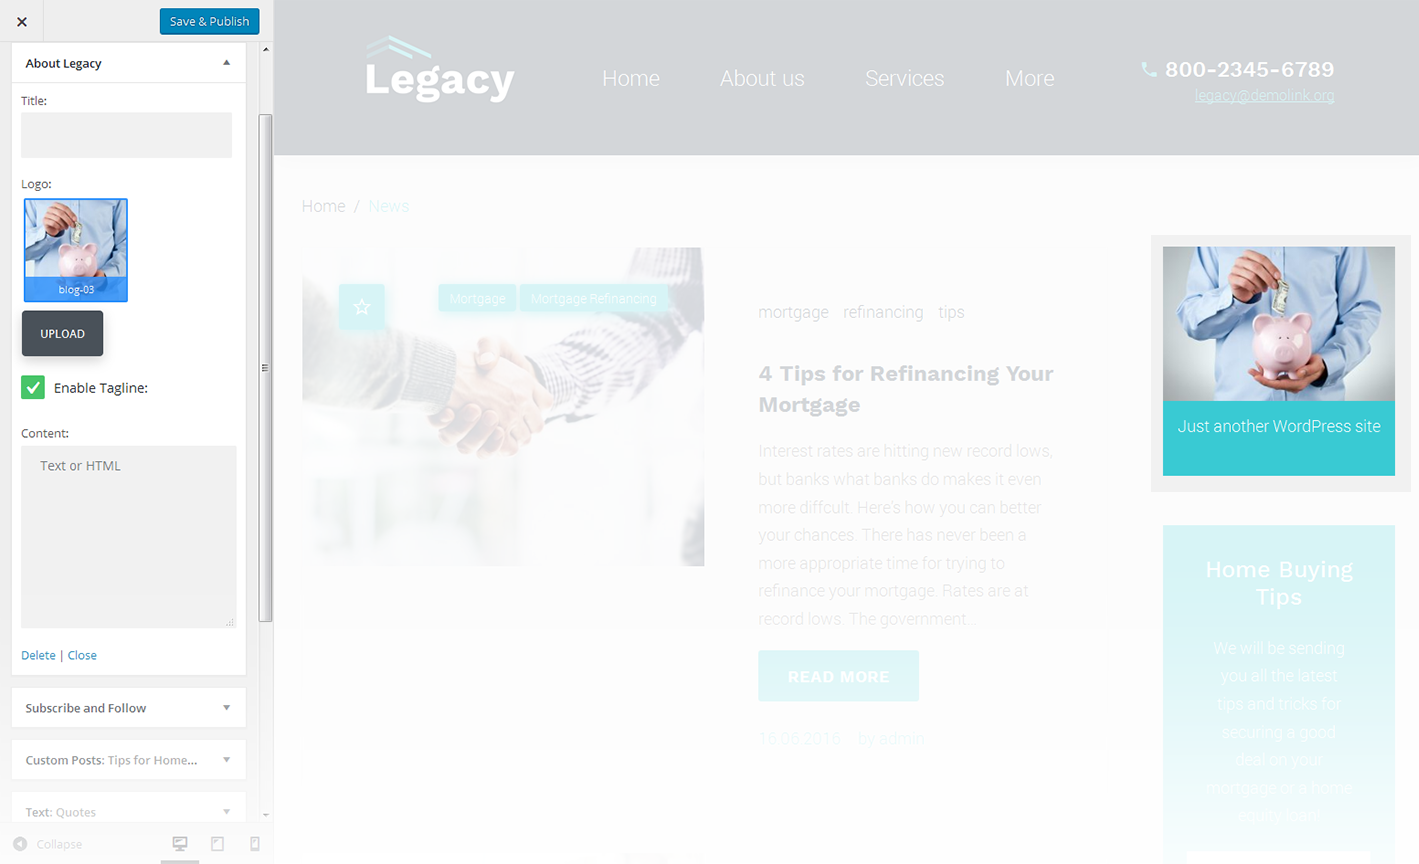 Save & Publish
About Legacy
Title:
Logo:
blog-03
UPLOAD
Enable Tagline:
Content:
Text or HTML
Delete | Close
Subscribe and Follow
Custom Posts: Tips for Home...
Text: Quotes
Collapse
Legacy
Home
About us
Services
More
800-2345-6789
legacy@demolink.org
Home / News
Mortgage
Mortgage Refinancing
mortgage refinancing tips
4 Tips for Refinancing Your
Mortgage
Interest rates are hitting new record lows,
but banks what banks do makes it even
more diffcult. Here's how you can better
your chances. There has never been a
more appropriate time for trying to
refinance your mortgage. Rates are at
record lows. The government...
READ MORE
16.06.2016 by admin
Just another WordPress site
Home Buying
Tips
We will be sending
you all the latest
tips and tricks for
securing a good
deal on your
mortgage or a home
equity loan!